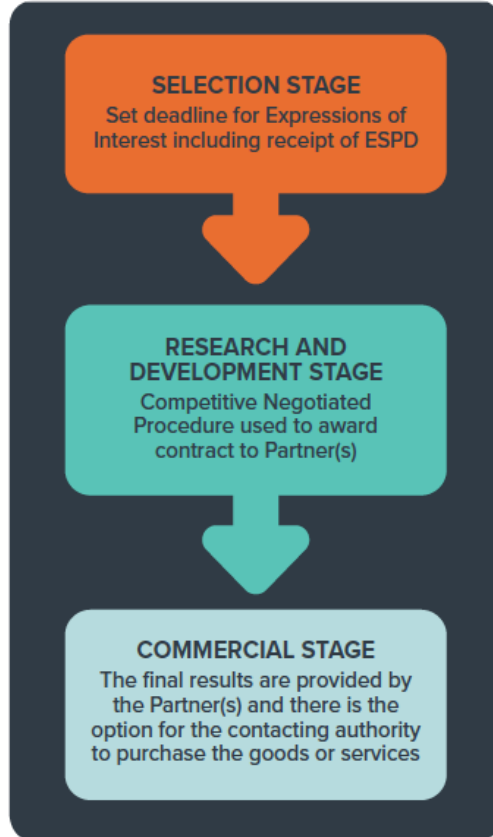 SELECTION STAGE
Set deadline for Expressions of
Interest including receipt of ESPD
RESEARCH AND
DEVELOPMENT STAGE
Competitive Negotiated
Procedure used to award
contract to Partner(s)
COMMERCIAL STAGE
The final results are provided by
the Partner(s) and there is the
option for the contacting authority
to purchase the goods or services